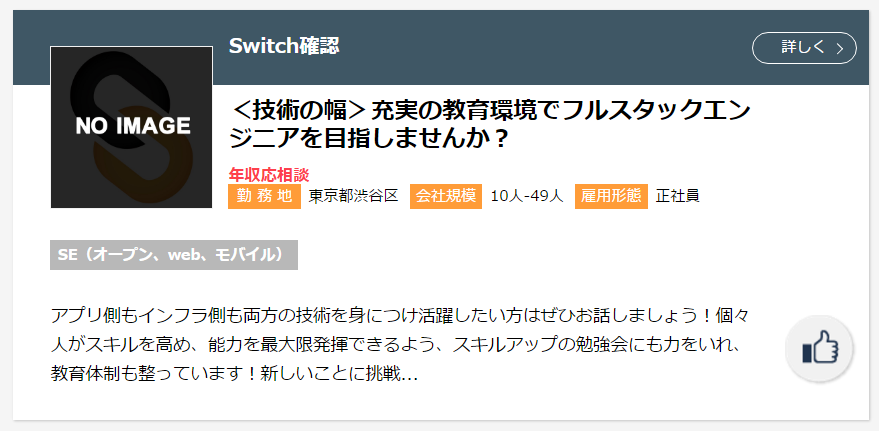 Switch確認
詳しく
NO IMAGE
＜技術の幅＞充実の教育環境でフルスタックエン
ジニアを目指しませんか？
年収応相談
勤 務 地 東京都渋谷区 会社規模 10人-49人 雇用形態 正社員
SE（オープン、web、モバイル）
アプリ側もインフラ側も両方の技術を身につけ活躍したい方はぜひお話しましょう！個々
人がスキルを高め、能力を最大限発揮できるよう、スキルアップの勉強会にも力をいれ、
教育体制も整っています！新しいことに挑戦...